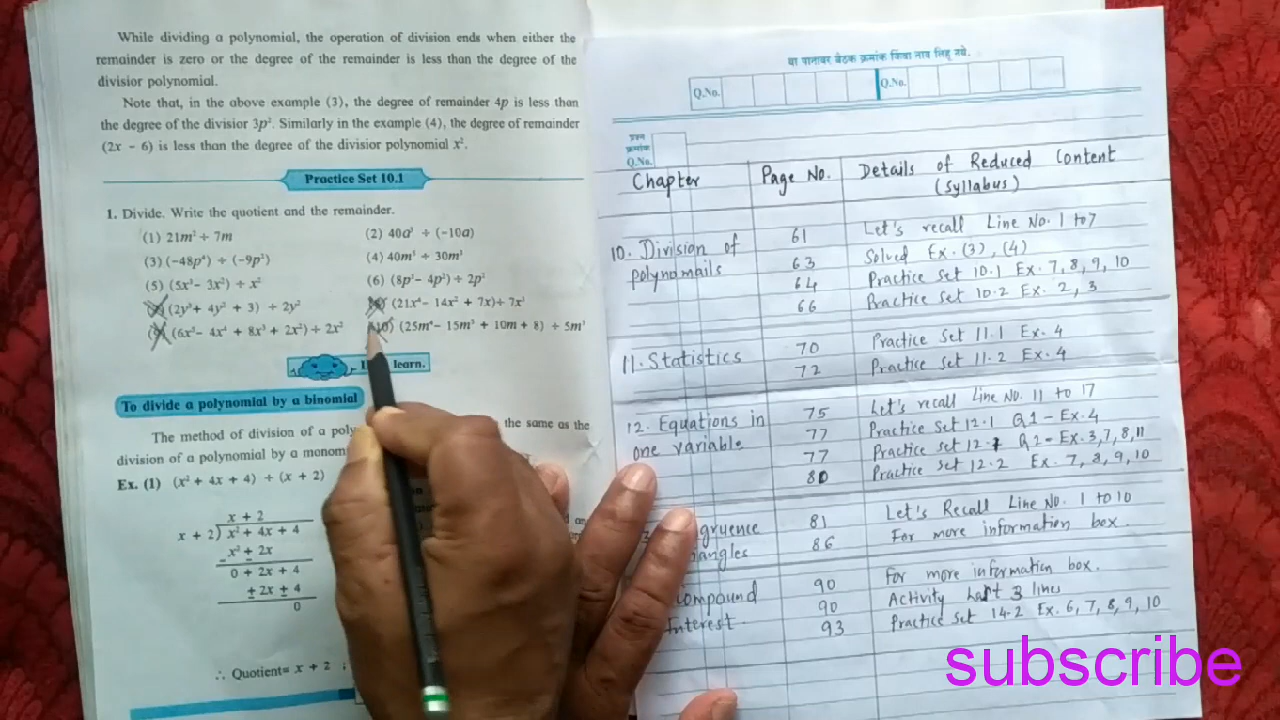 While dividing a polynomial, the operation of division ends when either the
remainder is zero or the degree of the remainder is less than the degree of the
divisior polynomial.
Note that, in the above example (3), the degree of remainder 4p is less than
the degree of the divisior 3p². Similarly in the example (4), the degree of remainder
(2x - 6) is less than the degree of the divisior polynomial
Practice Set 10.1
1. Divide. Write the quotient and the remainder.
(1) 21m² ÷ 7m
(2) 40a³ ÷ (-10a)
(3) (-48p⁴) ÷ (-9p²)
(4) 40m⁵ ÷ 30m³
(5) (5x³ - 3x²) ÷ x²
(6) (8p³ - 4p²) ÷ 2p²
(2y³ + 4y² + 3) ÷ 2y²
(21x⁴ - 14x² + 7x) ÷ 7x³
(9) (6x⁵ - 4x⁴ + 8x³ + 2x²) ÷ 2x²
(10) (25m⁴ - 15m³ + 10m + 8) ÷ 5m³
learn.
To divide a polynomial by a binomial
The method of division of a the same as the
division of a polynomial by a
Ex. (1) (x² + 4x + 4) ÷ (x + 2)
x + 2
x + 2 ) x² + 4x + 4
x² + 2x
0 + 2x + 4
± 2x ± 4
0
∴ Quotient = x + 2 ;
या पानावर बैठक क्रमांक किंवा नाव लिहू नये.
Q.No. Q.No.
प्रश्न
क्रमांक
Q.No.
Chapter Page No. Details of Reduced Content
(Syllabus)
10. Division of 61 Let's recall Line No. 1 to 7
polynomails 63 Solved Ex. (3), (4)
64 Practice Set 10.1 Ex. 7, 8, 9, 10
66 Practice Set 10.2 Ex. 2, 3
11. Statistics 70 Practice Set 11.1 Ex. 4
72 Practice Set 11.2 Ex. 4
12. Equations in 75 Let's recall Line No. 11 to 17
one variable 77 Practice Set 12.1 Q1 - Ex. 4
77 Practice Set 12.1 Q2 - Ex. 3, 7, 8, 11
80 Practice Set 12.2 Ex. 7, 8, 9, 10
gruence 81 Let's Recall Line No. 1 to 10
iangles 86 For more information box.
ompound 90 For more information box.
Interest. 90 Activity last 3 lines
93 Practice Set 14.2 Ex. 6, 7, 8, 9, 10
subscribe